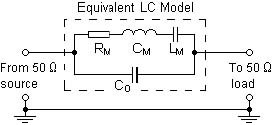 Equivalent LC Model
RM CM LM
From 50 Ω To 50 Ω
source C0 load